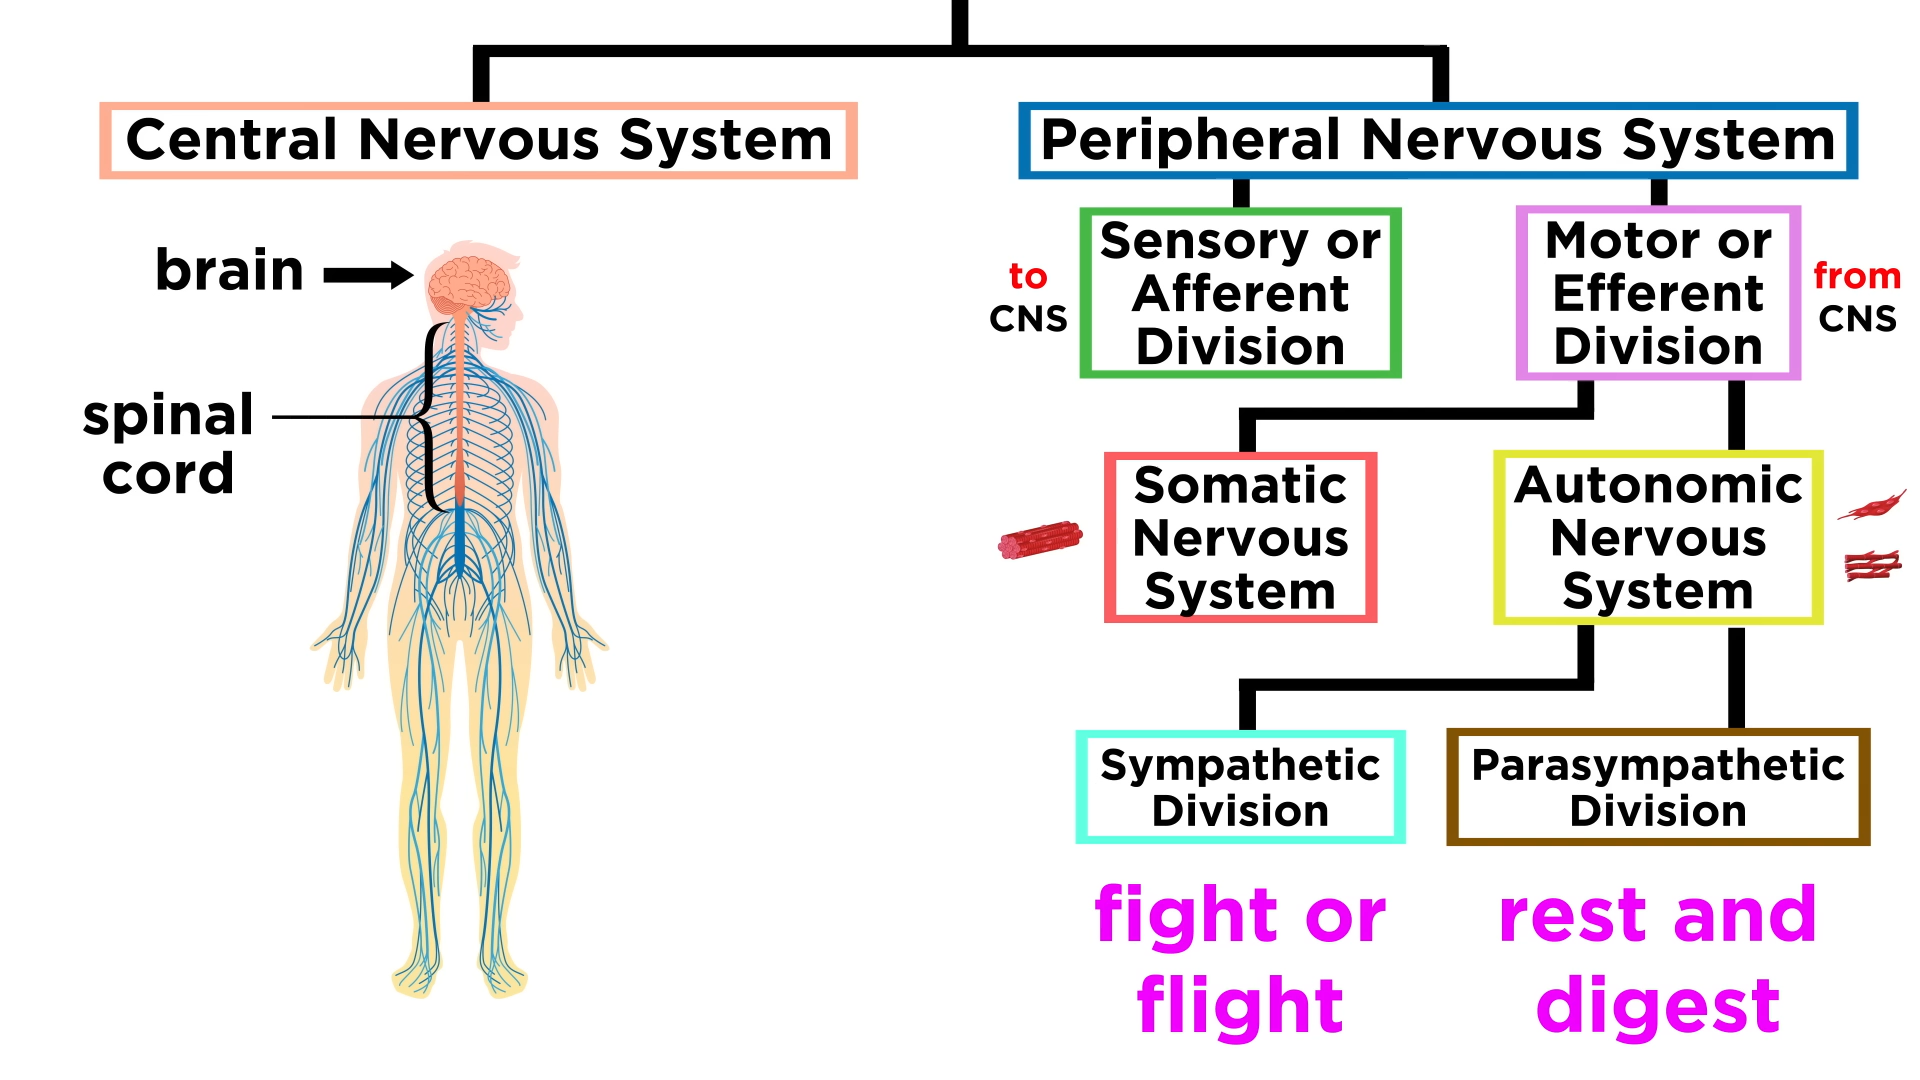 Central Nervous System
brain
spinal
cord
Peripheral Nervous System
to
CNS
Sensory or
Afferent
Division
Motor or
Efferent
Division
from
CNS
Somatic
Nervous
System
Autonomic
Nervous
System
Sympathetic
Division
Parasympathetic
Division
fight or
flight
rest and
digest